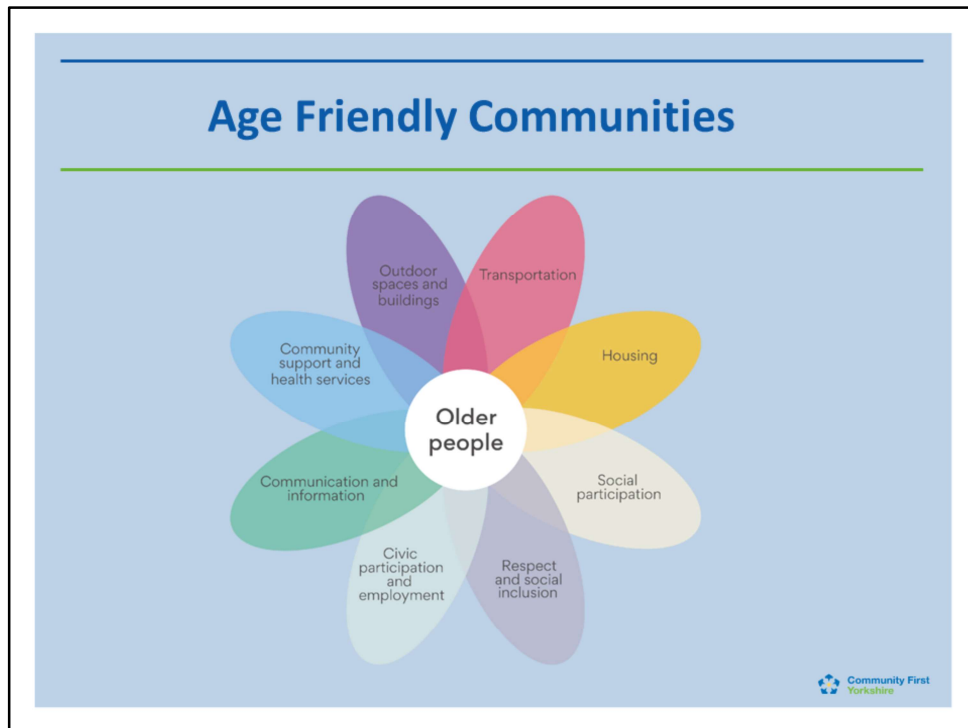 Age Friendly Communities
Outdoor
spaces and
buildings
Transportation
Community
support and
health services
Housing
Older
people
Communication and
information
Social
participation
Civic
participation
and
employment
Respect
and social
inclusion
Community First
Yorkshire